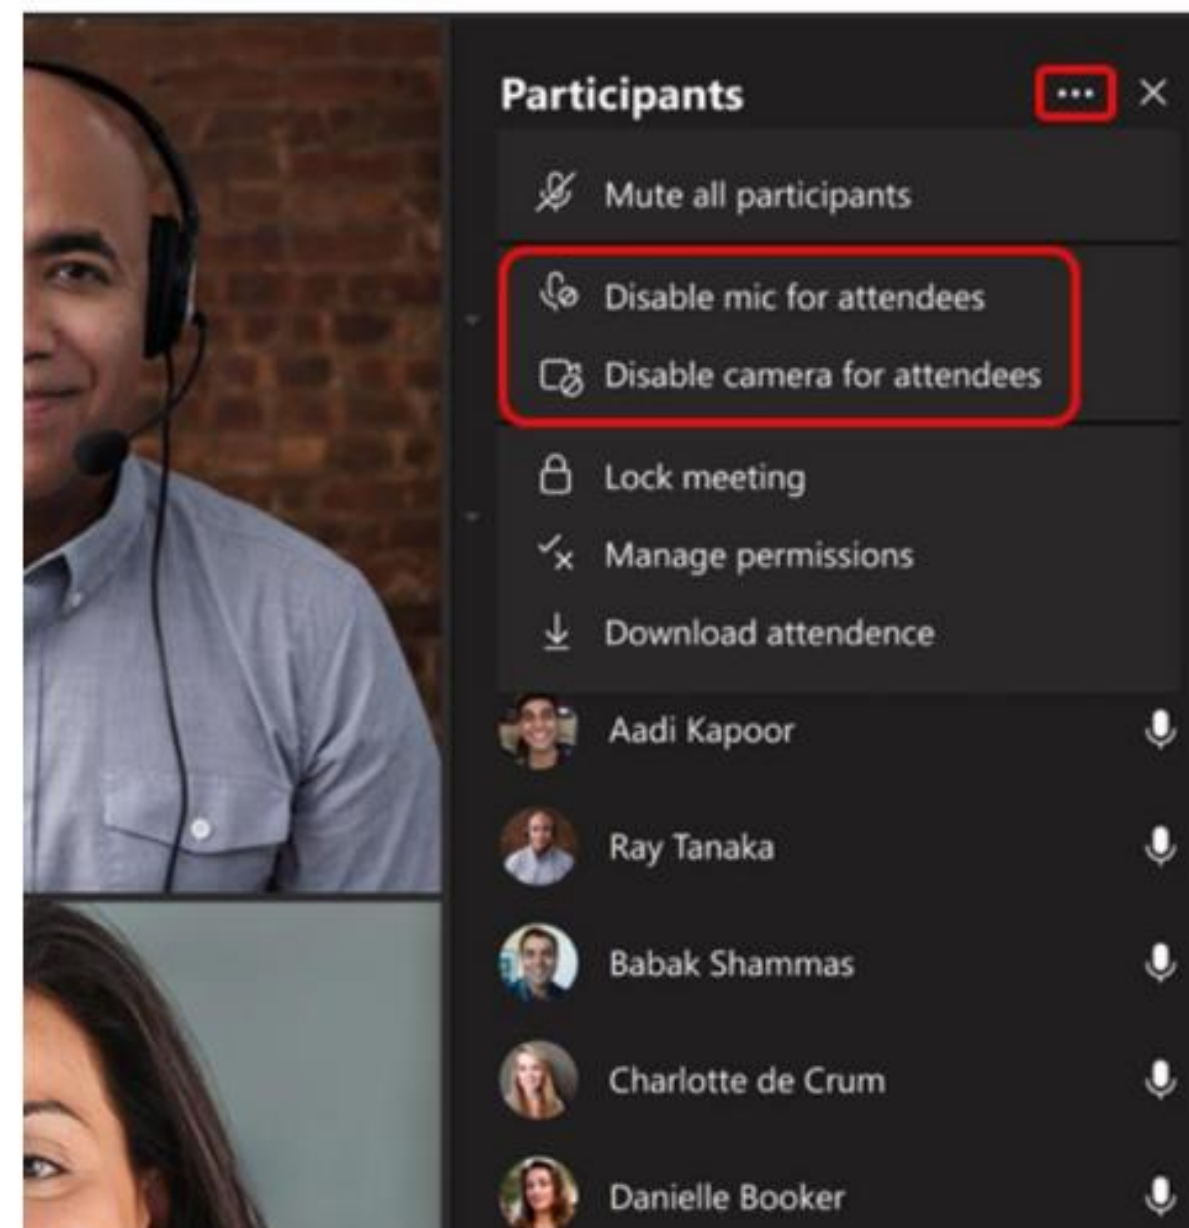 Participants
Mute all participants
Disable mic for attendees
Disable camera for attendees
Lock meeting
Manage permissions
Download attendence
Aadi Kapoor
Ray Tanaka
Babak Shammas
Charlotte de Crum
Danielle Booker